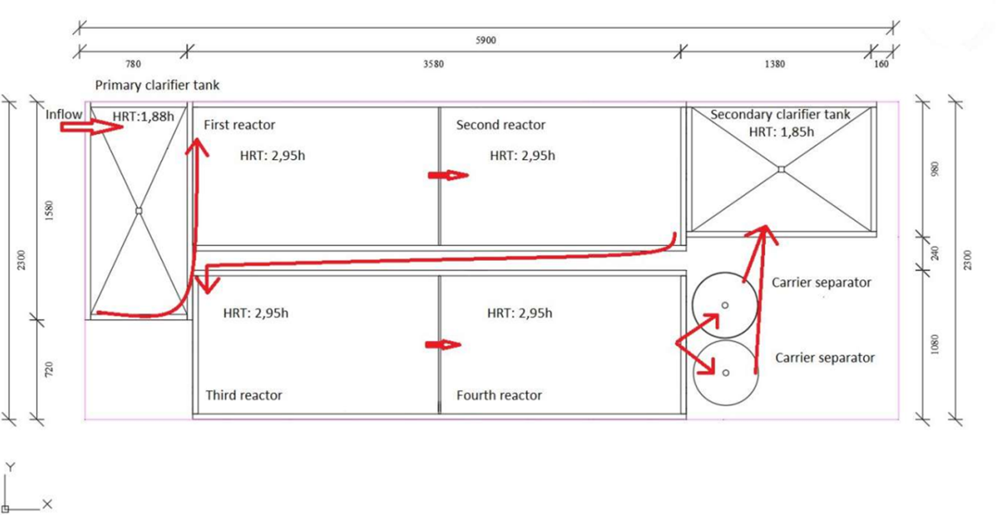 5900
780
3580
1380
160
Primary clarifier tank
Inflow
HRT:1,88h
First reactor
HRT: 2,95h
Second reactor
HRT: 2,95h
Secondary clarifier tank
HRT: 1,85h
2300
1580
720
980
240
1080
2300
Carrier separator
Carrier separator
HRT: 2,95h
HRT: 2,95h
Third reactor
Fourth reactor
Y
X